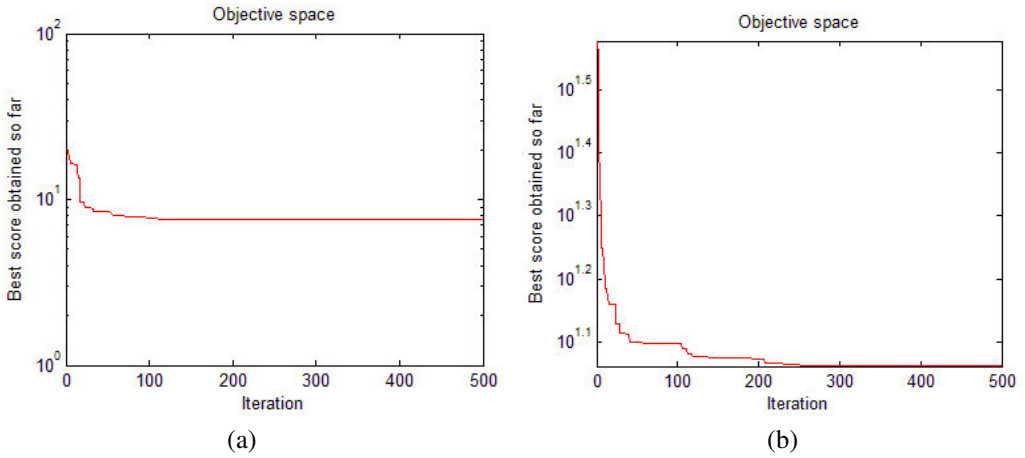 Objective space
10^2
10^1
10^0
Best score obtained so far
0 100 200 300 400 500
Iteration
(a)
Objective space
10^1.5
10^1.4
10^1.3
10^1.2
10^1.1
Best score obtained so far
0 100 200 300 400 500
Iteration
(b)